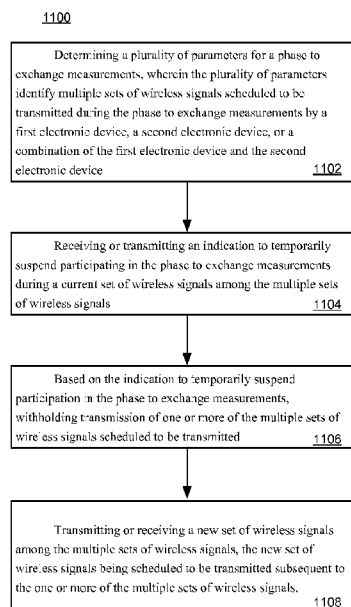 1100
Determining a plurality of parameters for a phase to
exchange measurements, wherein the plurality of parameters
identify multiple sets of wireless signals scheduled to be
transmitted during the phase to exchange measurements by a
first electronic device, a second electronic device, or a
combination of the first electronic device and the second
electronic device
1102
Receiving or transmitting an indication to temporarily
suspend participating in the phase to exchange measurements
during a current set of wireless signals among the multiple sets
of wireless signals
1104
Based on the indication to temporarily suspend
participation in the phase to exchange measurements,
withholding transmission of one or more of the multiple sets of
wireless signals scheduled to be transmitted
1106
Transmitting or receiving a new set of wireless signals
among the multiple sets of wireless signals, the new set of
wireless signals being scheduled to be transmitted subsequent to
the one or more of the multiple sets of wireless signals.
1108